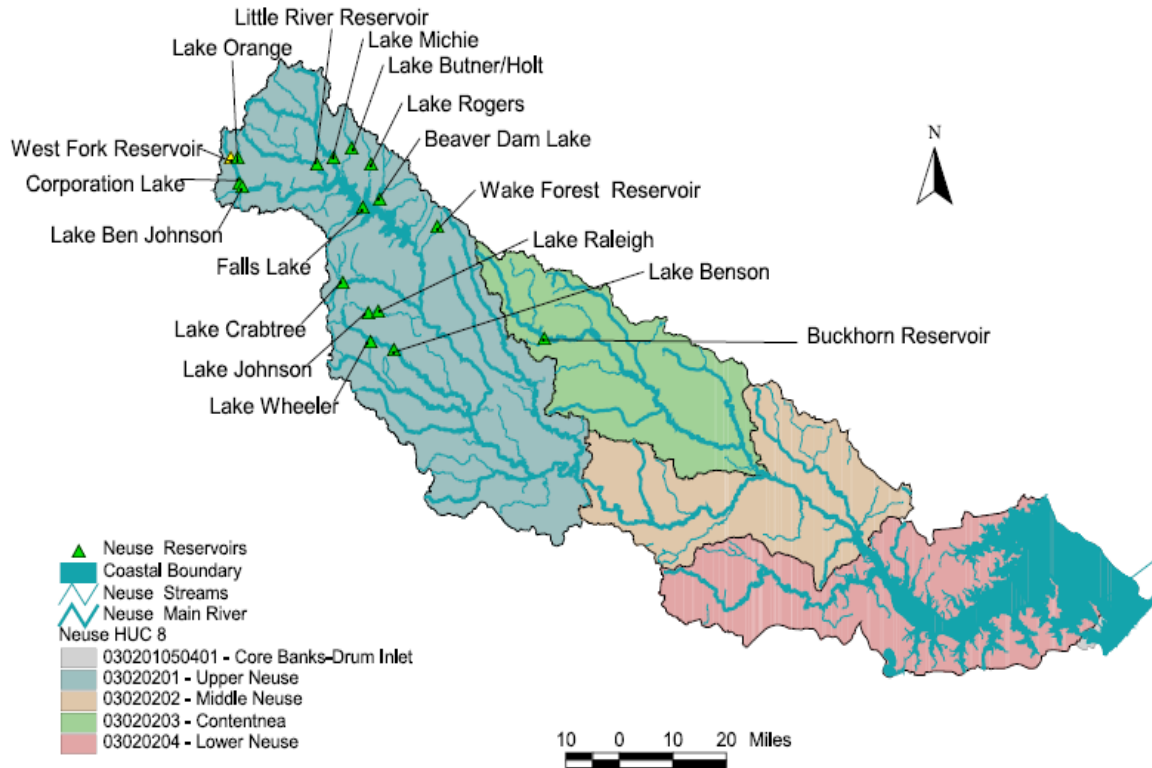 Little River Reservoir
Lake Michie
Lake Orange
Lake Butner/Holt
Lake Rogers
Beaver Dam Lake
West Fork Reservoir
Corporation Lake
Wake Forest Reservoir
Lake Ben Johnson
Lake Raleigh
Falls Lake
Lake Benson
Lake Crabtree
Buckhorn Reservoir
Lake Johnson
Lake Wheeler
N
Neuse Reservoirs
Coastal Boundary
Neuse Streams
Neuse Main River
Neuse HUC 8
030201050401 - Core Banks-Drum Inlet
03020201 - Upper Neuse
03020202 - Middle Neuse
03020203 - Contentnea
03020204 - Lower Neuse
10 0 10 20 Miles